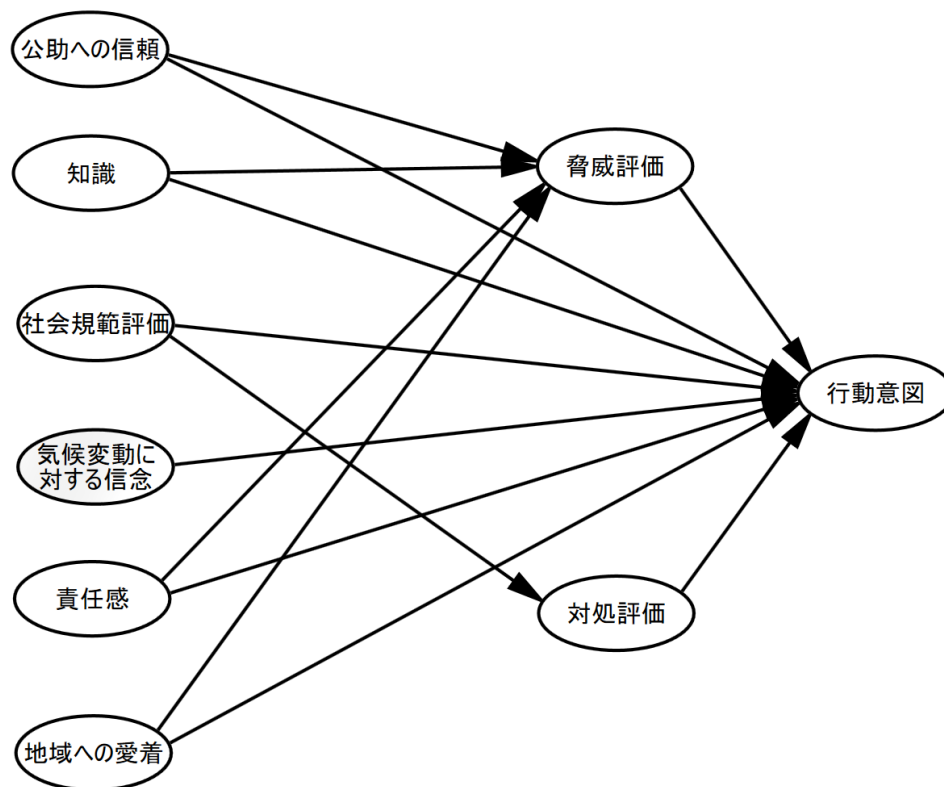 公助への信頼
知識
脅威評価
社会規範評価
行動意図
気候変動に
対する信念
責任感
対処評価
地域への愛着